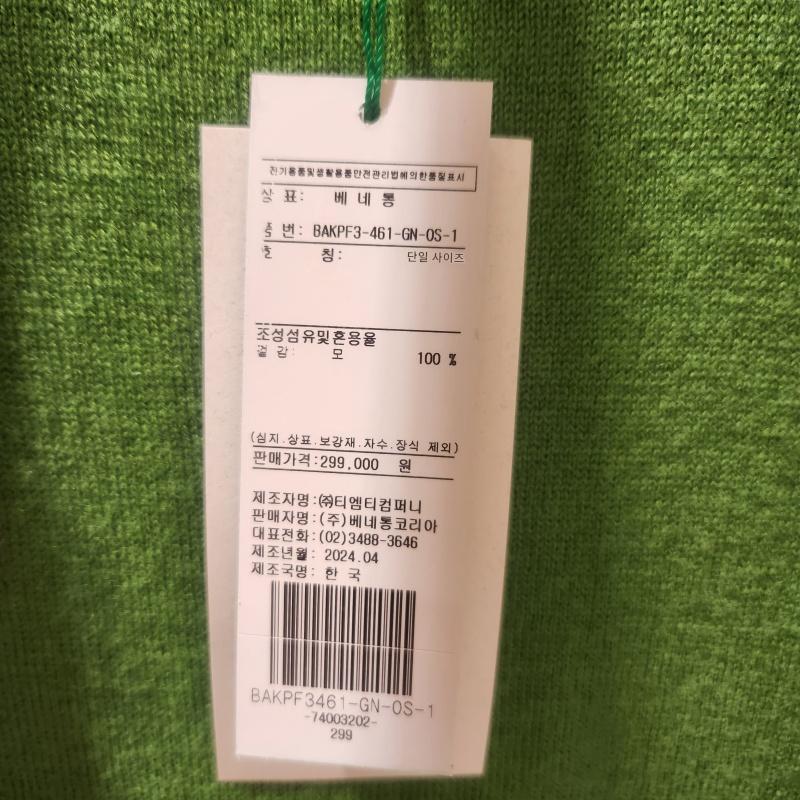 전기용품및생활용품안전관리법에의한품질표시
상 표: 베 네 통
품 번: BAKPF3-461-GN-OS-1
호 칭: 단일 사이즈
조성섬유및혼용율
겉 감: 모 100 %
(심지.상표.보강재.자수.장식 제외)
판매가격:299,000 원
제조자명:㈜티엠티컴퍼니
판매자명:(주)베네통코리아
대표전화:(02)3488-3646
제조년월: 2024.04
제조국명: 한 국
BAKPF3461-GN-OS-1
-74003202-
299